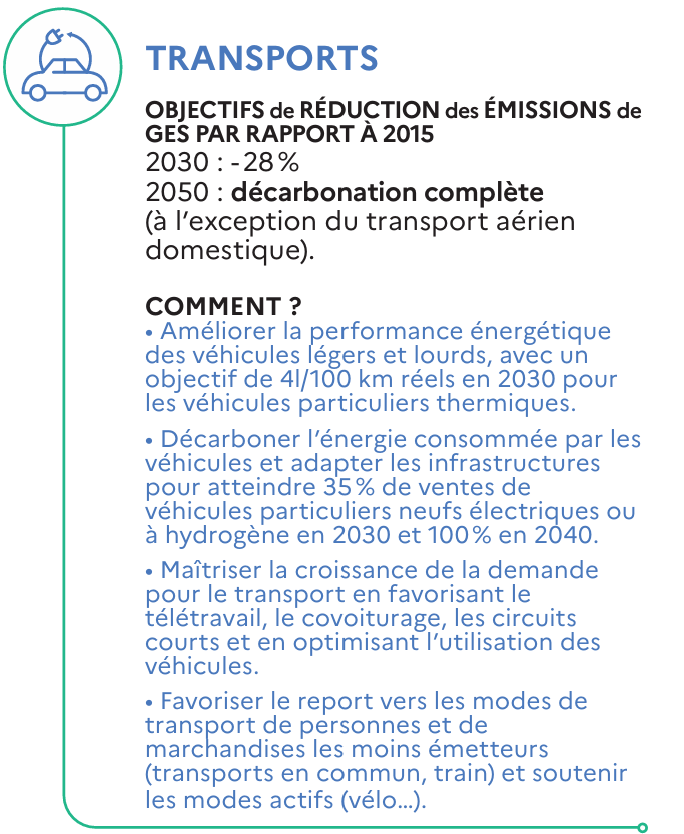 TRANSPORTS
OBJECTIFS de RÉDUCTION des ÉMISSIONS de
GES PAR RAPPORT À 2015
2030 : -28 %
2050 : décarbonation complète
(à l’exception du transport aérien
domestique).
COMMENT ?
• Améliorer la performance énergétique
des véhicules légers et lourds, avec un
objectif de 4l/100 km réels en 2030 pour
les véhicules particuliers thermiques.
• Décarboner l’énergie consommée par les
véhicules et adapter les infrastructures
pour atteindre 35 % de ventes de
véhicules particuliers neufs électriques ou
à hydrogène en 2030 et 100 % en 2040.
• Maîtriser la croissance de la demande
pour le transport en favorisant le
télétravail, le covoiturage, les circuits
courts et en optimisant l’utilisation des
véhicules.
• Favoriser le report vers les modes de
transport de personnes et de
marchandises les moins émetteurs
(transports en commun, train) et soutenir
les modes actifs (vélo…).